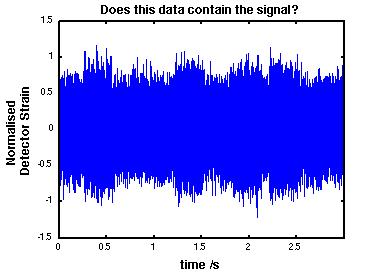 Does this data contain the signal?
1.5
1
0.5
0
-0.5
-1
-1.5
Normalised
Detector Strain
0 0.5 1 1.5 2 2.5
time /s